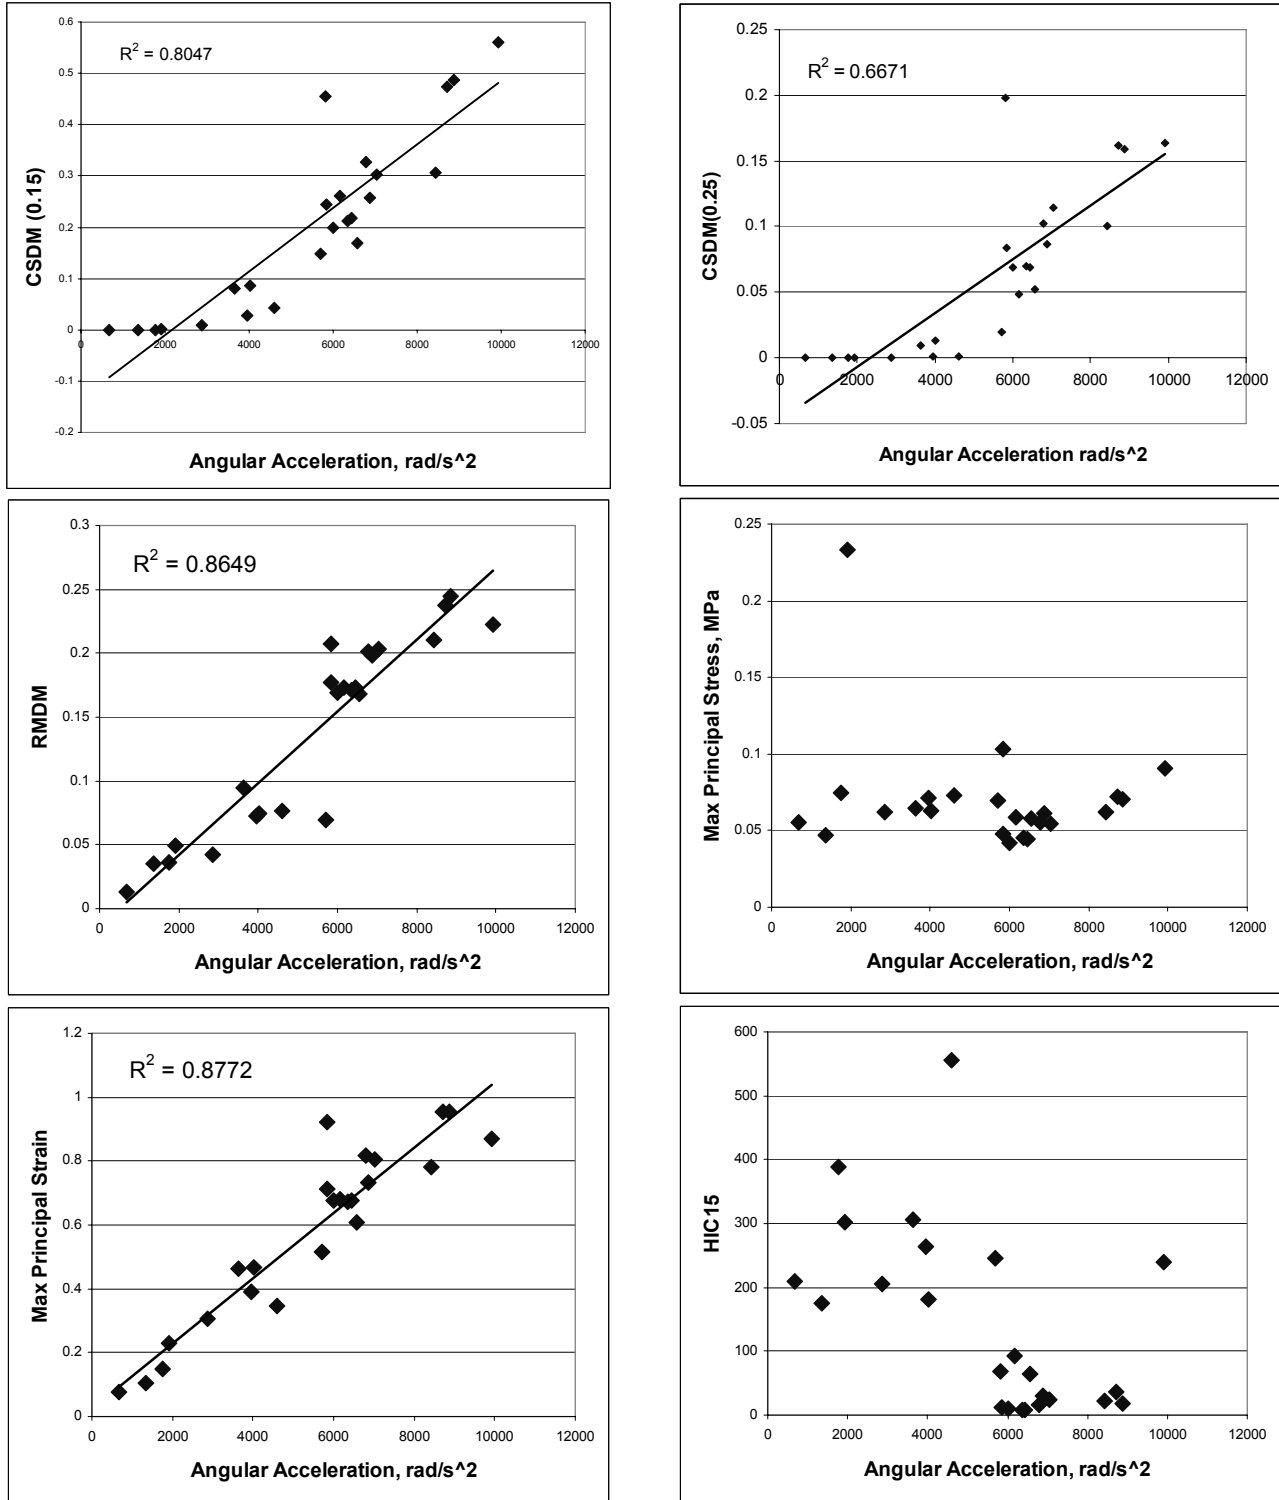 0.6
0.5
0.4
0.3
0.2
0.1
0
-0.1
-0.2
R² = 0.8047
CSDM (0.15)
0 2000 4000 6000 8000 10000 12000
Angular Acceleration, rad/s^2
0.25
0.2
0.15
0.1
0.05
0
-0.05
R² = 0.6671
CSDM(0.25)
0 2000 4000 6000 8000 10000 12000
Angular Acceleration rad/s^2
0.3
0.25
0.2
0.15
0.1
0.05
0
R² = 0.8649
RMDM
0 2000 4000 6000 8000 10000 12000
Angular Acceleration, rad/s^2
0.25
0.2
0.15
0.1
0.05
0
Max Principal Stress, MPa
0 2000 4000 6000 8000 10000 12000
Angular Acceleration, rad/s^2
1.2
1
0.8
0.6
0.4
0.2
0
R² = 0.8772
Max Principal Strain
0 2000 4000 6000 8000 10000 12000
Angular Acceleration, rad/s^2
600
500
400
300
200
100
0
HIC15
0 2000 4000 6000 8000 10000 12000
Angular Acceleration, rad/s^2